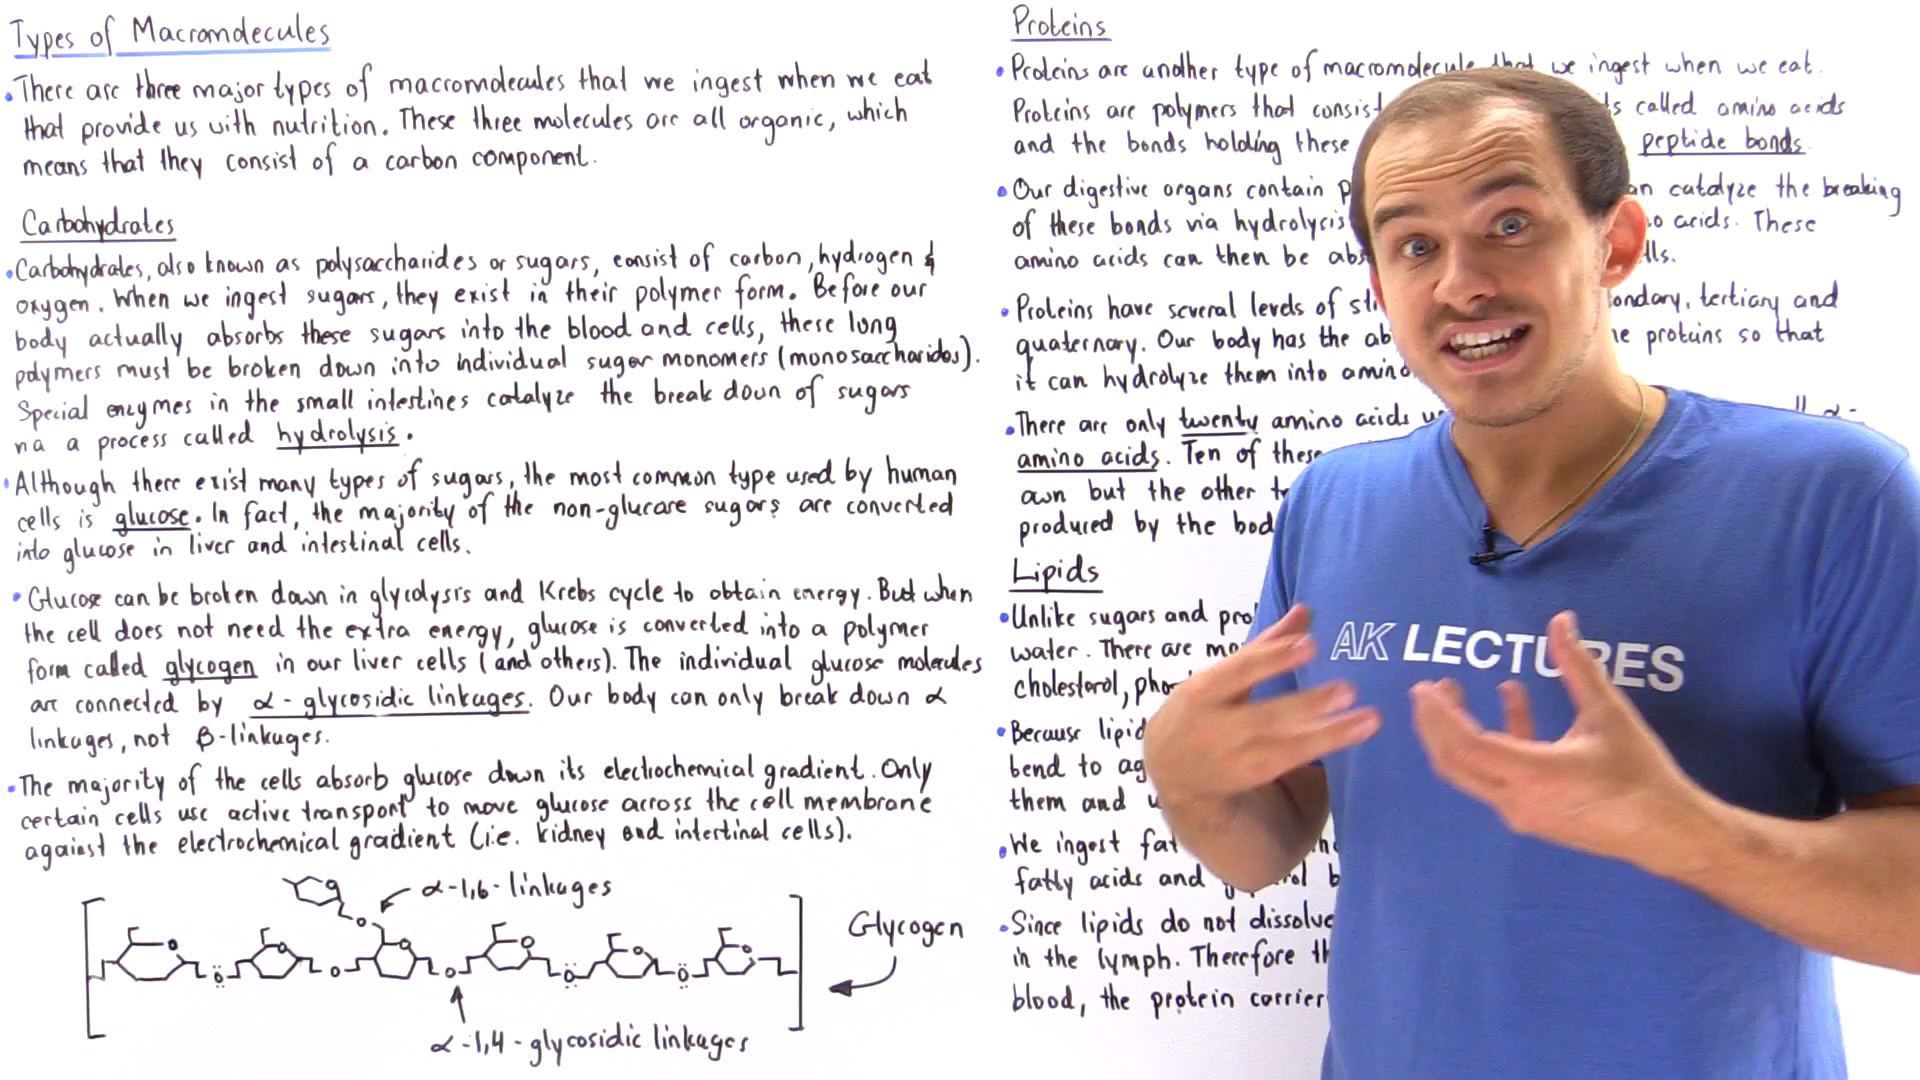 Types of Macromolecules
There are three major types of macromolecules that we ingest when we eat
that provide us with nutrition. These three molecules are all organic, which
means that they consist of a carbon component.
Carbohydrates
Carbohydrates, also known as polysaccharides or sugars, consist of carbon, hydrogen &
oxygen. When we ingest sugars, they exist in their polymer form. Before our
body actually absorbs these sugars into the blood and cells, these long
polymers must be broken down into individual sugar monomers (monosaccharides).
Special enzymes in the small intestines catalyze the break down of sugars
via a process called hydrolysis.
Although there exist many types of sugars, the most common type used by human
cells is glucose. In fact, the majority of the non-glucare sugars are converted
into glucose in liver and intestinal cells.
Glucose can be broken down in glycolysis and Krebs cycle to obtain energy. But when
the cell does not need the extra energy, glucose is converted into a polymer
form called glycogen in our liver cells (and others). The individual glucose molecules
are connected by α-glycosidic linkages. Our body can only break down α
linkages, not β-linkages.
The majority of the cells absorb glucose down its electrochemical gradient. Only
certain cells use active transport to move glucose across the cell membrane
against the electrochemical gradient (i.e. kidney and intestinal cells).
α-1,6-linkages
Glycogen
α-1,4-glycosidic linkages
Proteins
Proteins are another type of macromolecule that we ingest when we eat.
Proteins are polymers that consist called amino acids
and the bonds holding these peptide bonds.
Our digestive organs contain catalyze the breaking
of these bonds via hydrolysis acids. These
amino acids can then be
Proteins have several levels of tertiary and
quaternary. Our body has the proteins so that
it can hydrolyze them into amino
There are only twenty amino acids α-
amino acids. Ten of these
own but the other
produced by the body
Lipids
Unlike sugars and
water. There are
cholesterol,
Because
tend to
them and
We ingest
fatty acids and
Since lipids do not dissolve
in the lymph. Therefore
blood, the protein carrier
AK LECTURES